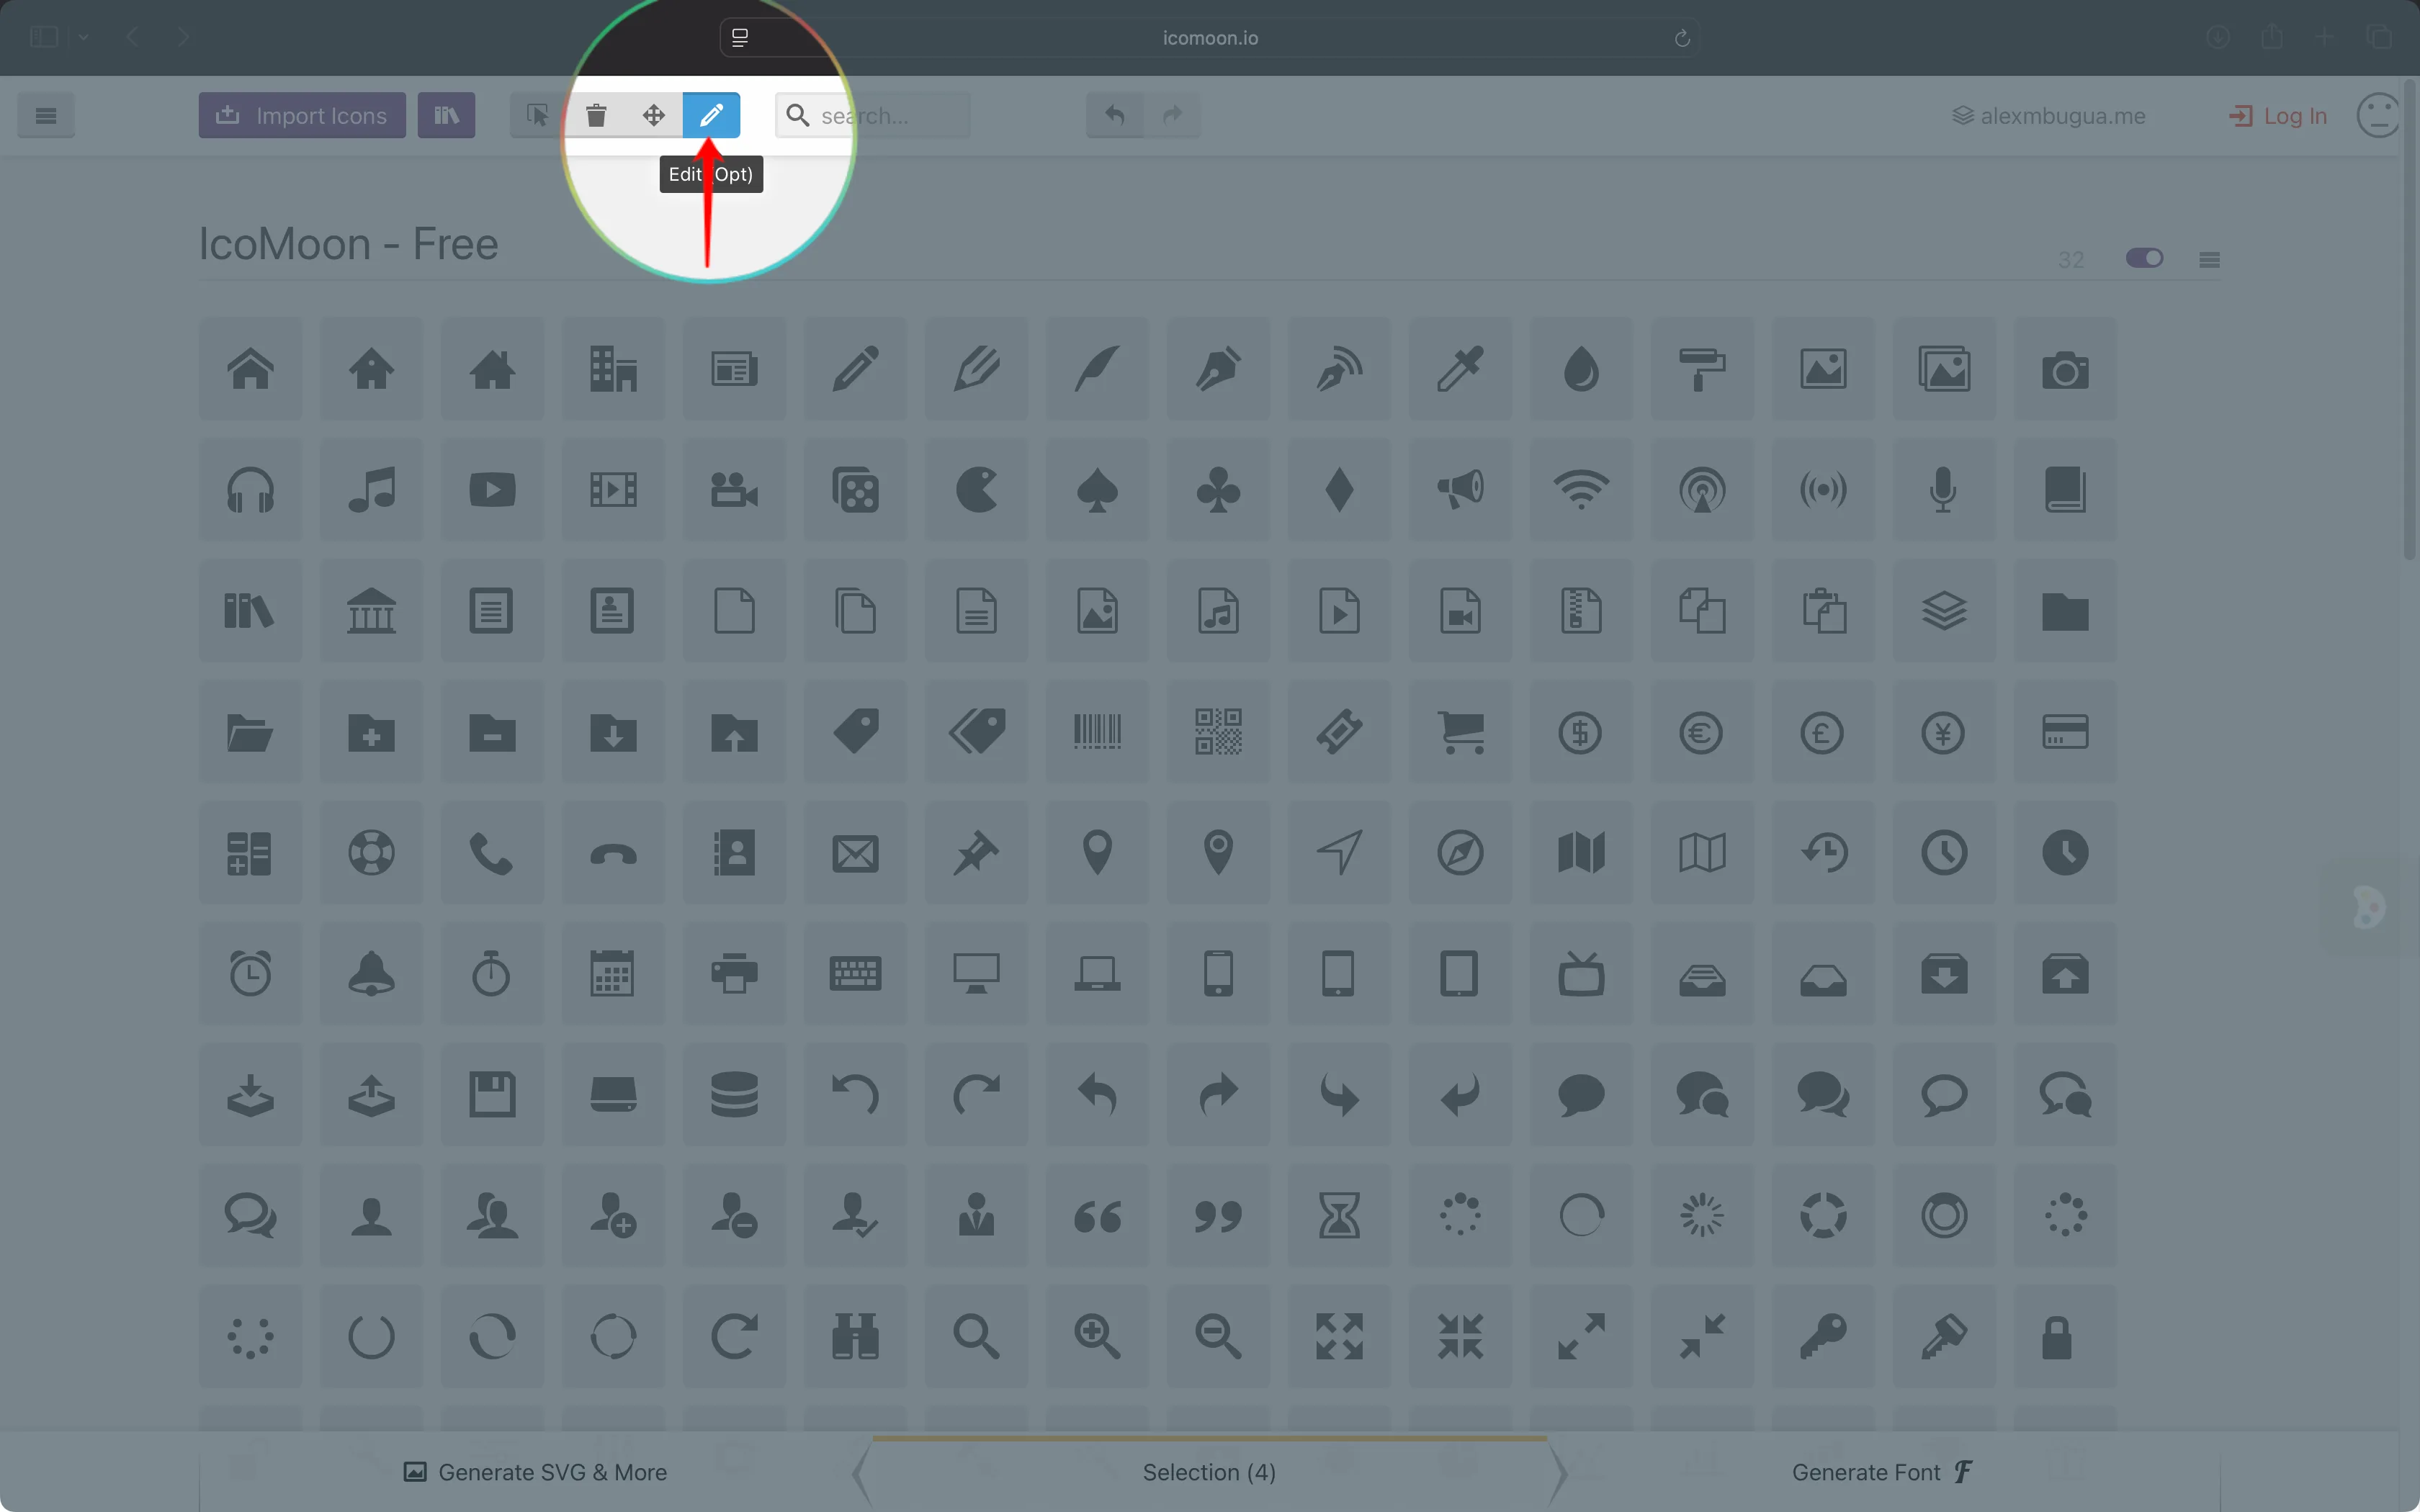 icomoon.io
Import Icons
search...
alexmbugua.me
Log In
Edit (Opt)
IcoMoon - Free
32
Generate SVG & More
Selection (4)
Generate Font